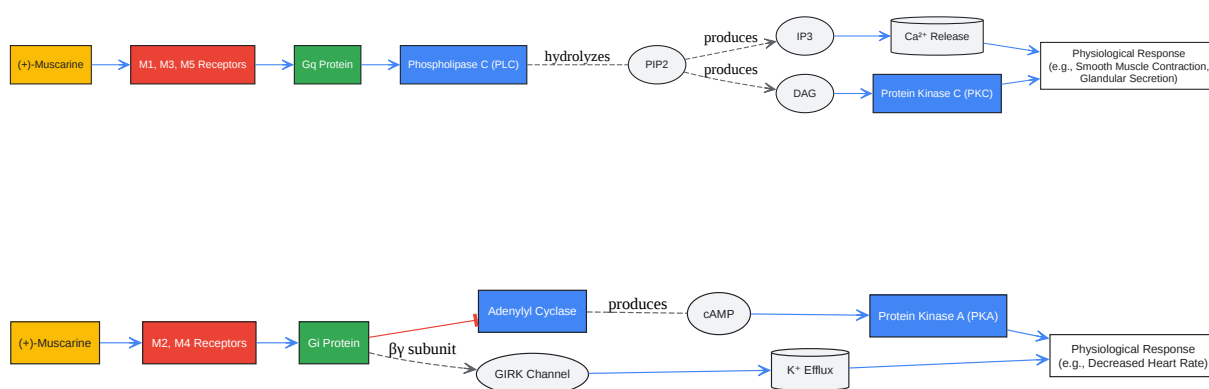 (+)-Muscarine
M1, M3, M5 Receptors
Gq Protein
Phospholipase C (PLC)
hydrolyzes
PIP2
produces
produces
IP3
DAG
Ca²⁺ Release
Protein Kinase C (PKC)
Physiological Response
(e.g., Smooth Muscle Contraction,
Glandular Secretion)
(+)-Muscarine
M2, M4 Receptors
Gi Protein
βγ subunit
Adenylyl Cyclase
produces
cAMP
Protein Kinase A (PKA)
GIRK Channel
K⁺ Efflux
Physiological Response
(e.g., Decreased Heart Rate)